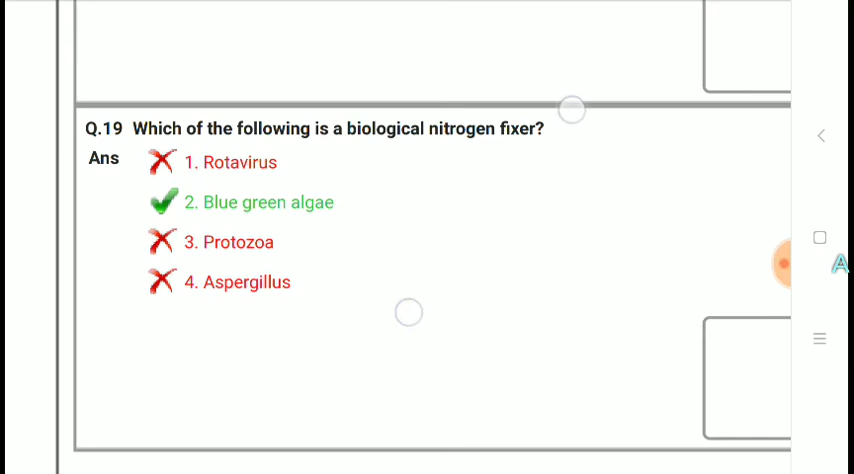 Q.19 Which of the following is a biological nitrogen fixer?
Ans 1. Rotavirus
2. Blue green algae
3. Protozoa
4. Aspergillus
A